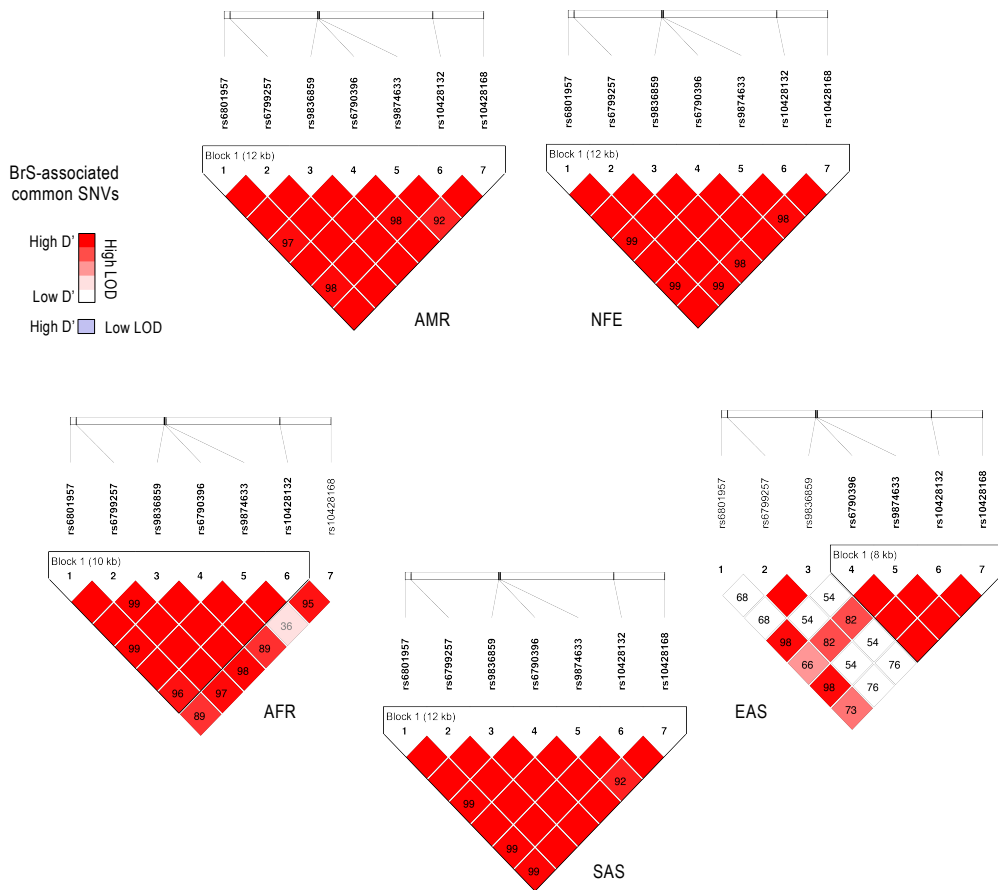 rs6801957
rs6799257
rs9836859
rs6790396
rs9874633
rs10428132
rs10428168
Block 1 (12 kb)
1 2 3 4 5 6 7
98 92
97
98
AMR
rs6801957
rs6799257
rs9836859
rs6790396
rs9874633
rs10428132
rs10428168
Block 1 (12 kb)
1 2 3 4 5 6 7
98
99
98
99 99
NFE
BrS-associated
common SNVs
High D'
Low D'
High LOD
High D' Low LOD
rs6801957
rs6799257
rs9836859
rs6790396
rs9874633
rs10428132
rs10428168
Block 1 (10 kb)
1 2 3 4 5 6 7
99 95
36
99 89
98
96 97
89
AFR
rs6801957
rs6799257
rs9836859
rs6790396
rs9874633
rs10428132
rs10428168
Block 1 (12 kb)
1 2 3 4 5 6 7
92
99
99
99
SAS
rs6801957
rs6799257
rs9836859
rs6790396
rs9874633
rs10428132
rs10428168
Block 1 (8 kb)
1 2 3 4 5 6 7
68 54
68 54 82
98 82 54
66 54 76
98 76
73
EAS